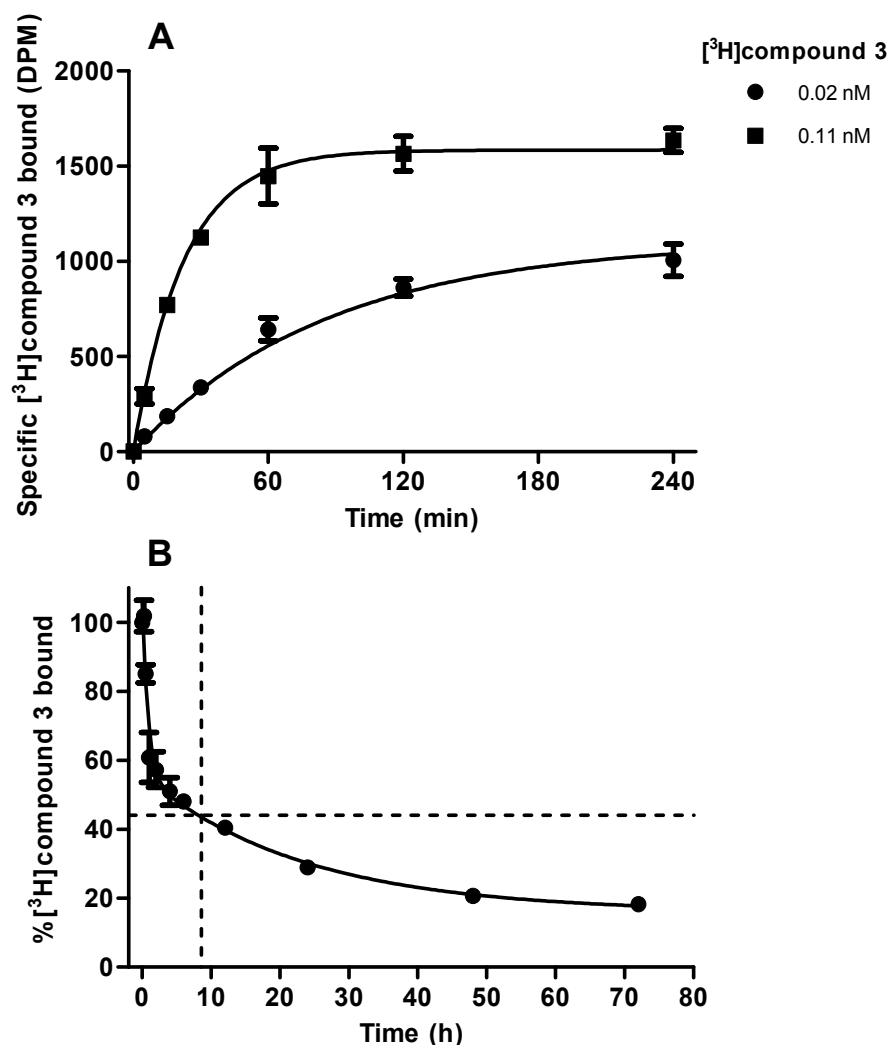 A
[³H]compound 3
0.02 nM
0.11 nM
Specific [³H]compound 3 bound (DPM)
2000
1500
1000
500
0
0 60 120 180 240
Time (min)
B
%[³H]compound 3 bound
100
80
60
40
20
0
0 10 20 30 40 50 60 70 80
Time (h)